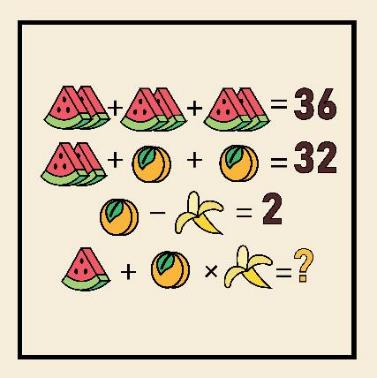 + + = 36
+ + = 32
− = 2
+ × = ?